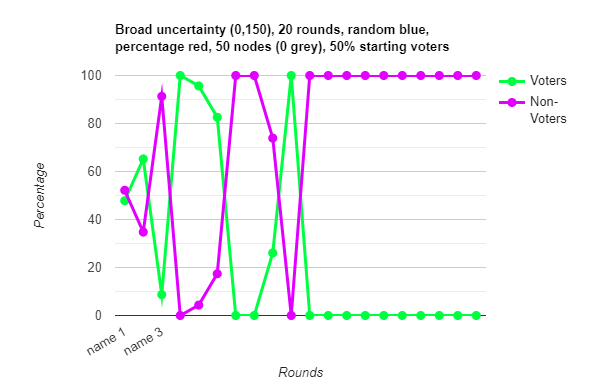 Broad uncertainty (0,150), 20 rounds, random blue,
percentage red, 50 nodes (0 grey), 50% starting voters
100
80
60
40
20
0
Percentage
name 1
name 3
Rounds
Voters
Non-
Voters